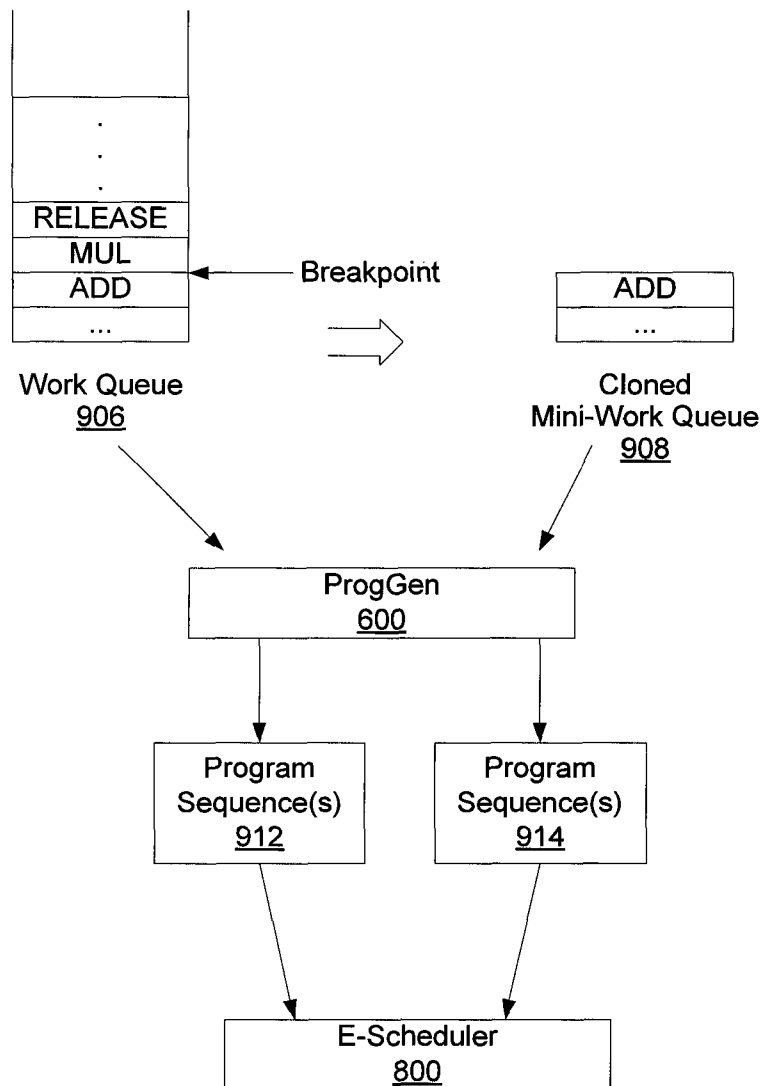 .
.
.
RELEASE
MUL
ADD
...
Breakpoint
ADD
...
Work Queue
906
Cloned
Mini-Work Queue
908
ProgGen
600
Program
Sequence(s)
912
Program
Sequence(s)
914
E-Scheduler
800